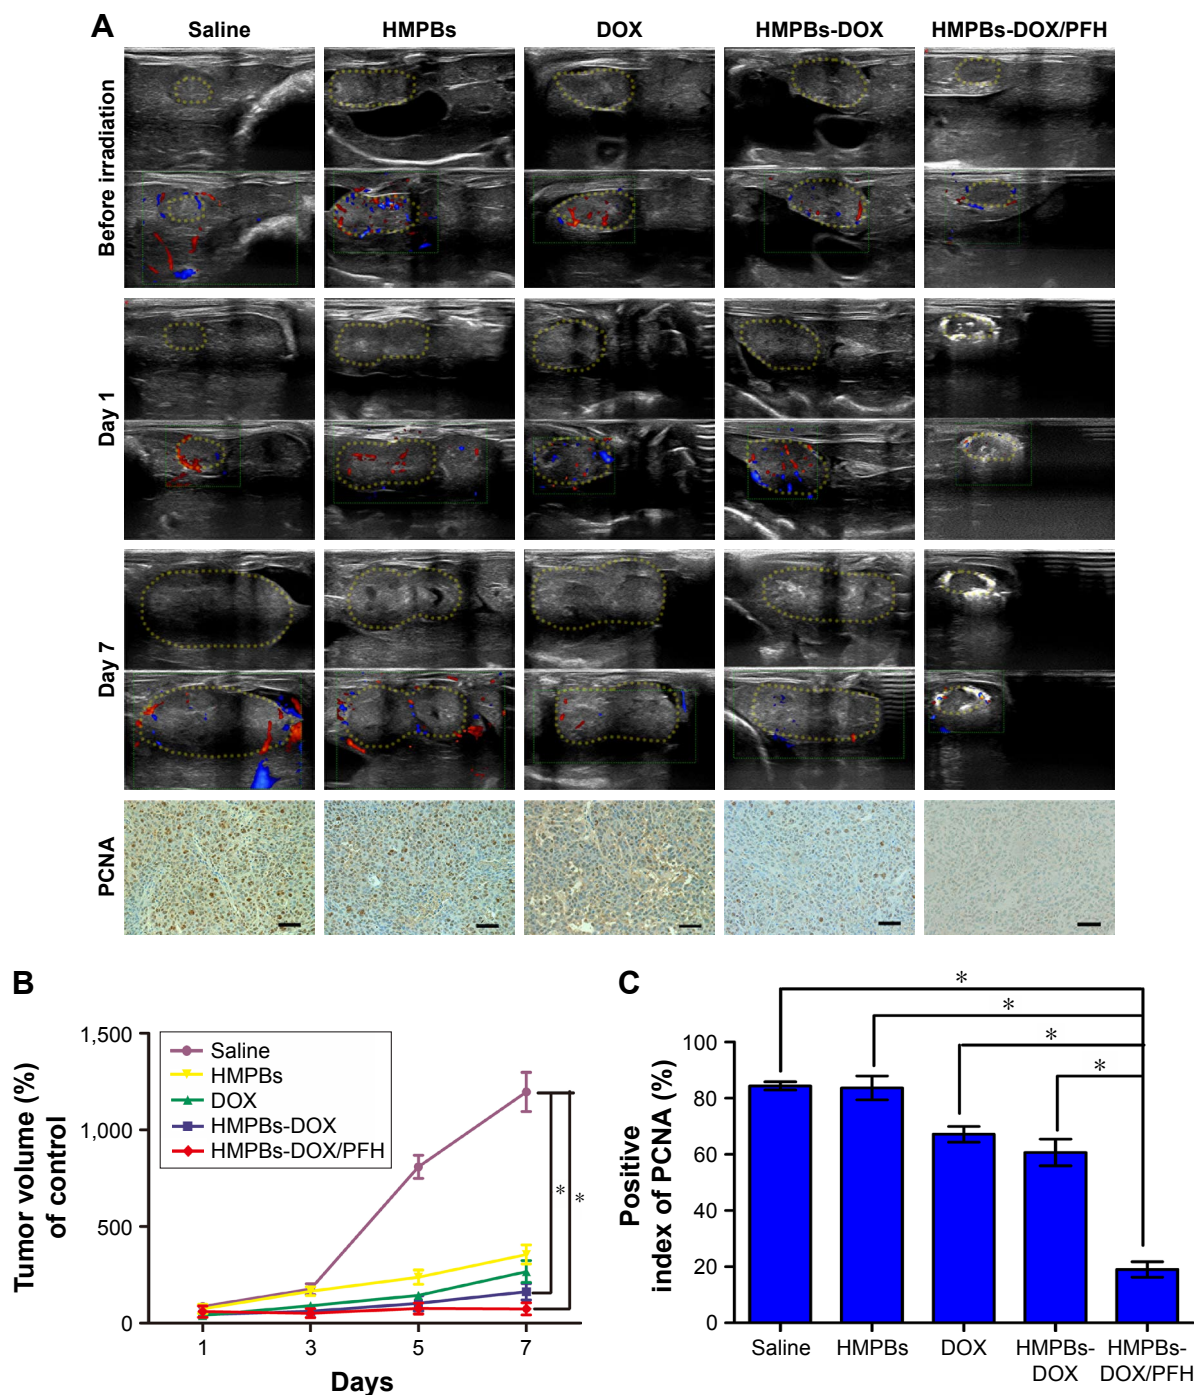 A
Saline HMPBs DOX HMPBs-DOX HMPBs-DOX/PFH
Before irradiation
Day 1
Day 7
PCNA
B
Tumor volume (%)
of control
1,500
1,000
500
0
Saline
HMPBs
DOX
HMPBs-DOX
HMPBs-DOX/PFH
* *
1 3 5 7
Days
C
Positive
index of PCNA (%)
*
*
*
*
100
80
60
40
20
0
Saline HMPBs DOX HMPBs- HMPBs-
DOX DOX/PFH